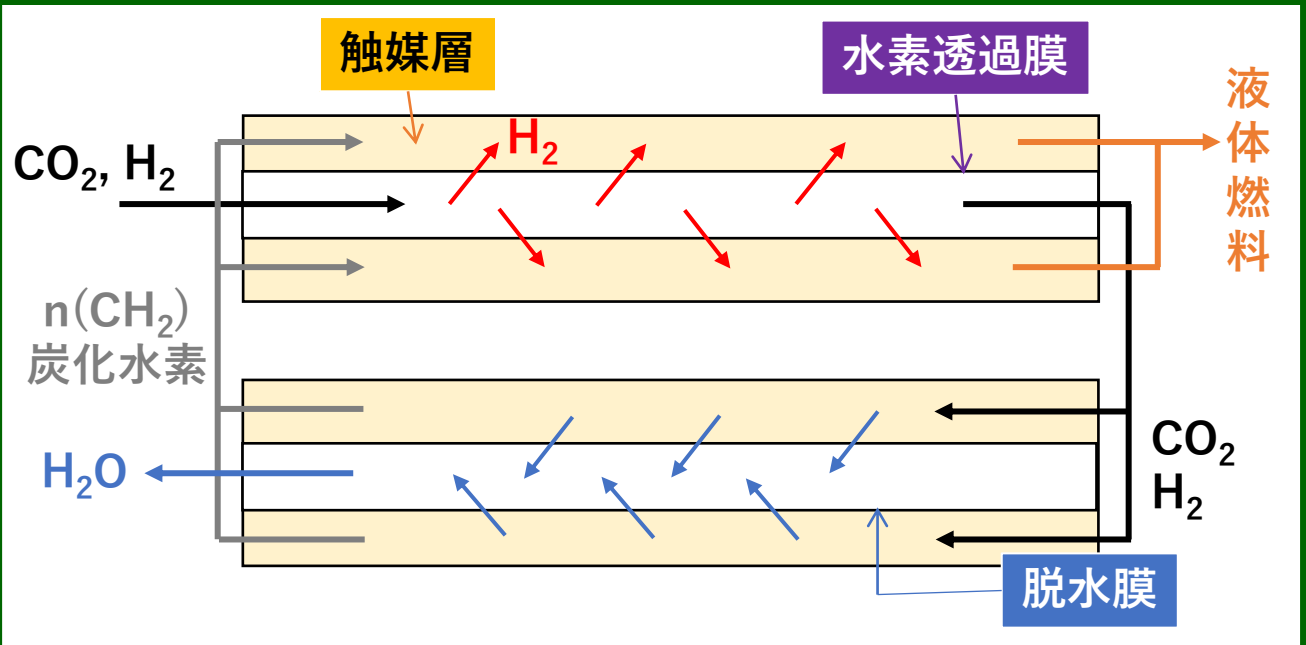 触媒層
水素透過膜
CO₂, H₂
H₂
液体燃料
n(CH₂)
炭化水素
H₂O
CO₂
H₂
脱水膜